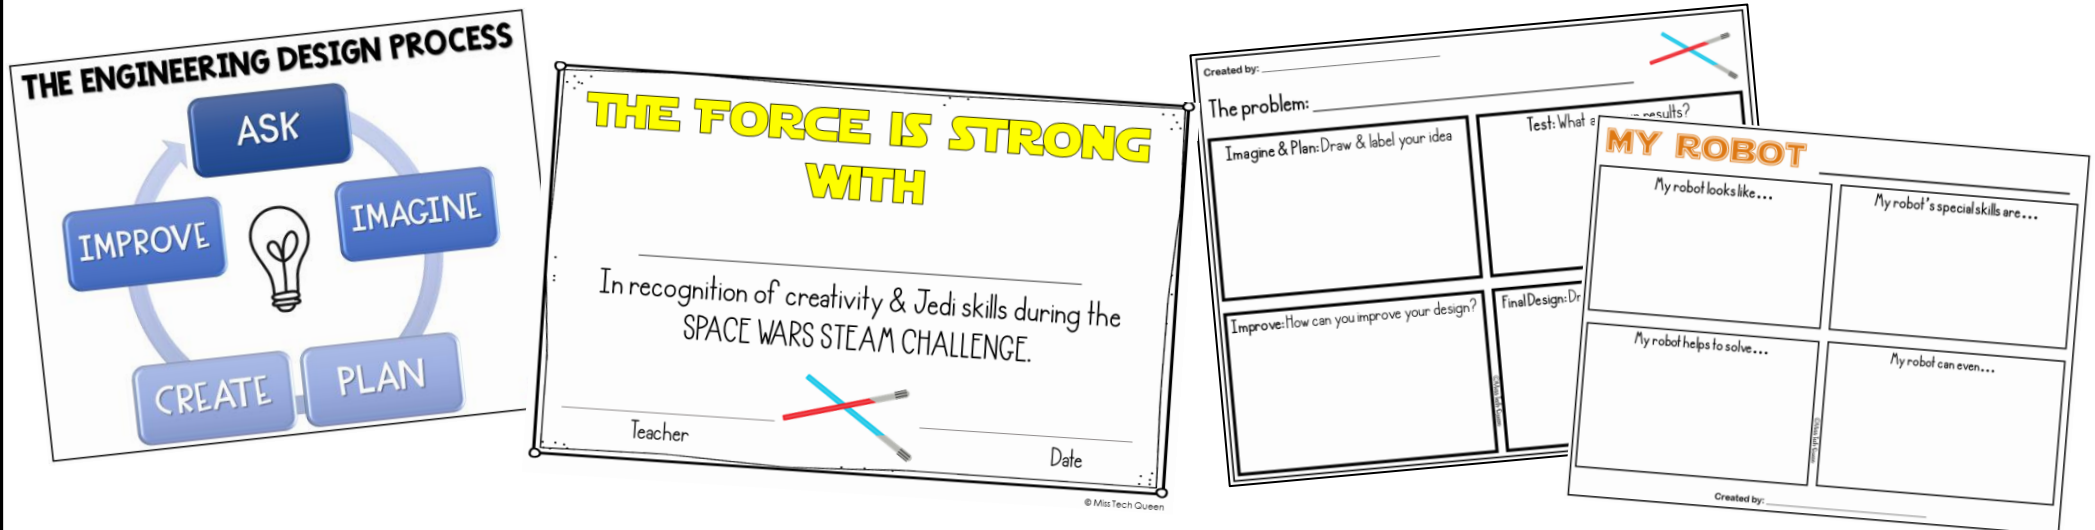 THE ENGINEERING DESIGN PROCESS
ASK
IMAGINE
PLAN
CREATE
IMPROVE
THE FORCE IS STRONG
WITH
In recognition of creativity & Jedi skills during the
SPACE WARS STEAM CHALLENGE.
Teacher
Date
© Miss Tech Queen
Created by:
The problem:
Imagine & Plan: Draw & label your idea
Test: What results?
Improve: How can you improve your design?
Final Design:
MY ROBOT
My robot looks like...
My robot's special skills are...
My robot helps to solve...
My robot can even...
©Miss Tech Queen
Created by: